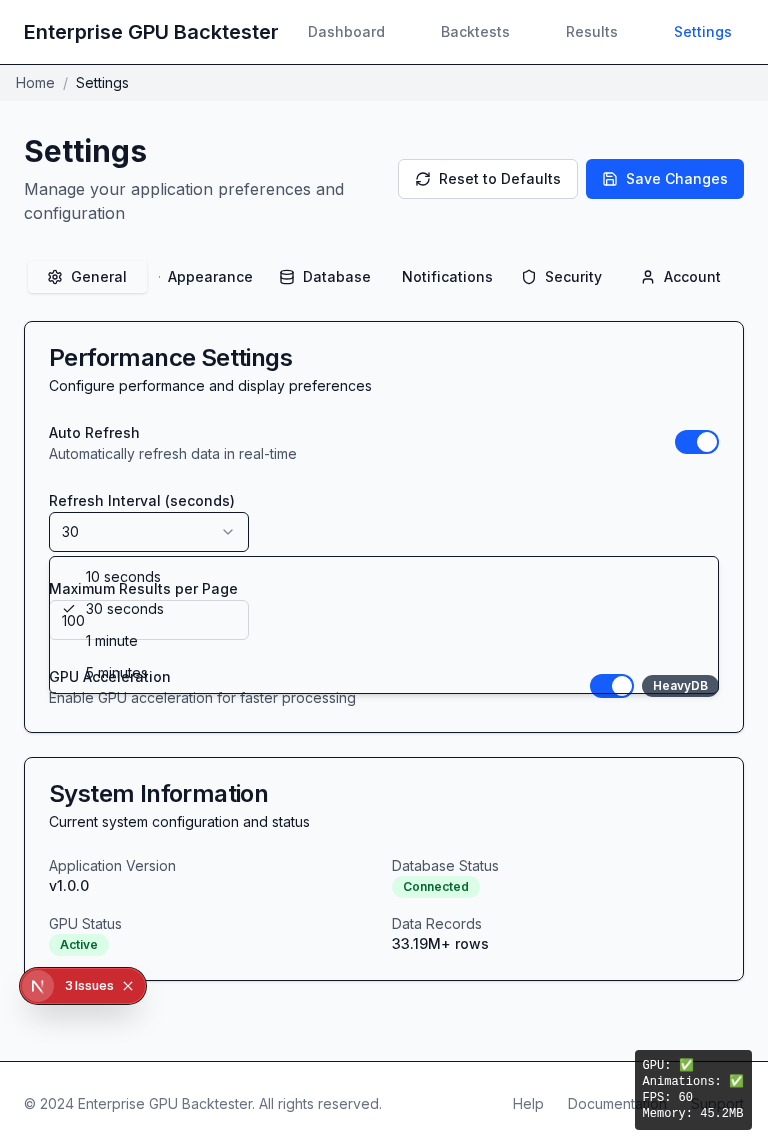 Enterprise GPU Backtester
Dashboard
Backtests
Results
Settings
Home / Settings
Settings
Manage your application preferences and
configuration
Reset to Defaults
Save Changes
General
Appearance
Database
Notifications
Security
Account
Performance Settings
Configure performance and display preferences
Auto Refresh
Automatically refresh data in real-time
Refresh Interval (seconds)
30
10 seconds
Maximum Results per Page
30 seconds
100
1 minute
5 minutes
GPU Acceleration
Enable GPU acceleration for faster processing
HeavyDB
System Information
Current system configuration and status
Application Version
v1.0.0
Database Status
Connected
GPU Status
Active
Data Records
33.19M+ rows
N
3 Issues
GPU: ✅
Animations: ✅
FPS: 60
Memory: 45.2MB
© 2024 Enterprise GPU Backtester. All rights reserved.
Help
Documentation
Support